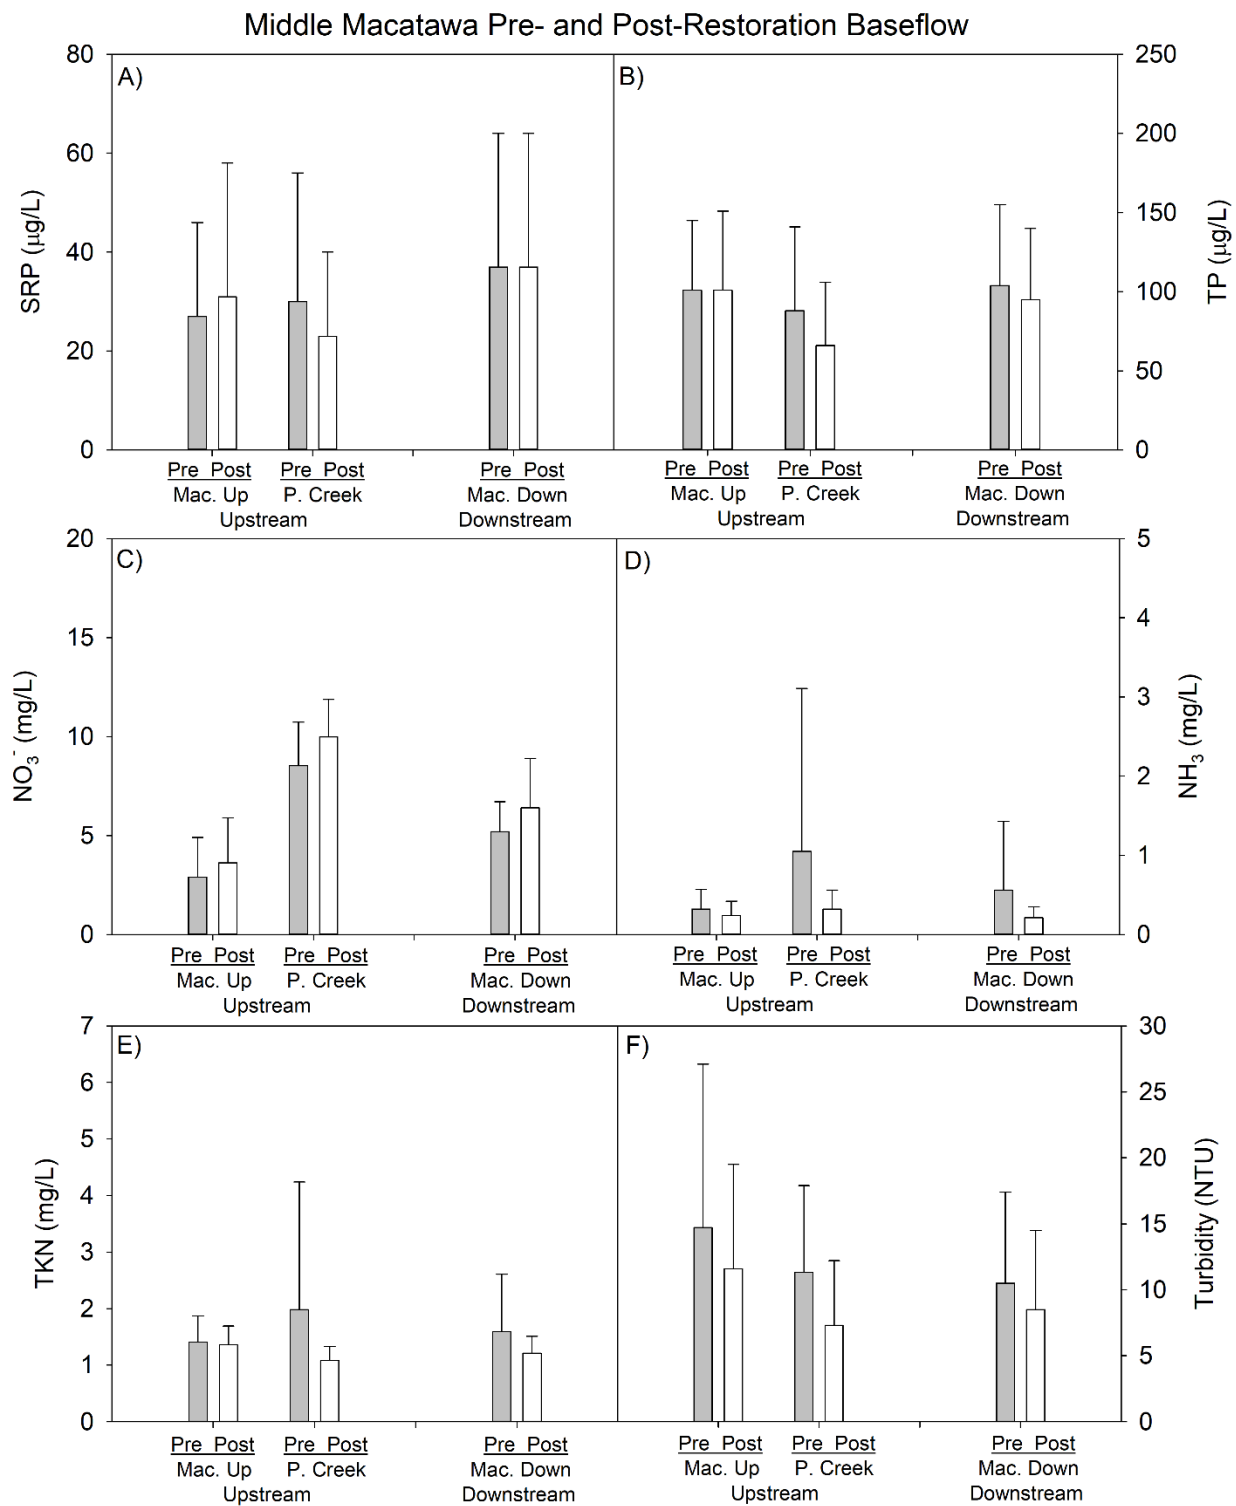 Middle Macatawa Pre- and Post-Restoration Baseflow
A)
B)
80
60
40
20
0
SRP (µg/L)
250
200
150
100
50
0
TP (µg/L)
Pre Post Pre Post Pre Post
Mac. Up P. Creek Mac. Down
Upstream Downstream
Pre Post Pre Post Pre Post
Mac. Up P. Creek Mac. Down
Upstream Downstream
C)
D)
20
15
10
5
0
NO₃⁻ (mg/L)
5
4
3
2
1
0
NH₃ (mg/L)
Pre Post Pre Post Pre Post
Mac. Up P. Creek Mac. Down
Upstream Downstream
Pre Post Pre Post Pre Post
Mac. Up P. Creek Mac. Down
Upstream Downstream
E)
F)
7
6
5
4
3
2
1
0
TKN (mg/L)
30
25
20
15
10
5
0
Turbidity (NTU)
Pre Post Pre Post Pre Post
Mac. Up P. Creek Mac. Down
Upstream Downstream
Pre Post Pre Post Pre Post
Mac. Up P. Creek Mac. Down
Upstream Downstream